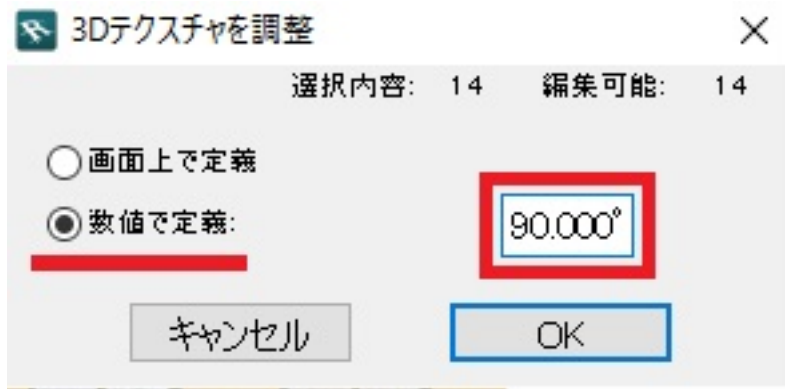 3Dテクスチャを調整
選択内容: 14 編集可能: 14
画面上で定義
数値で定義: 90.000°
キャンセル OK